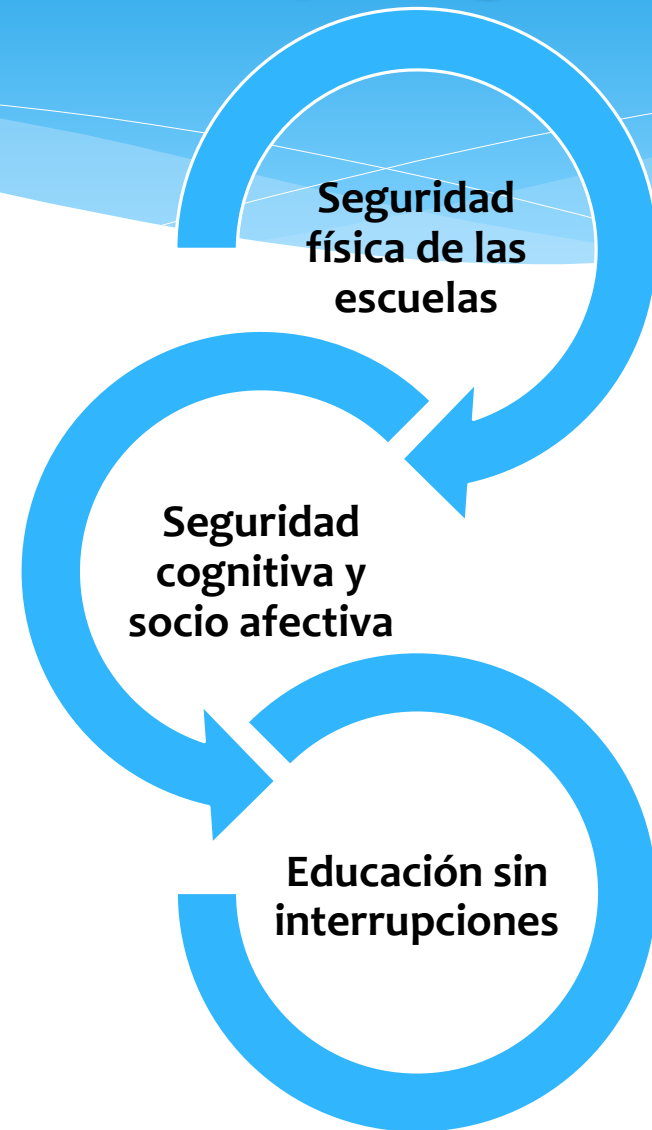 Seguridad
física de las
escuelas
Seguridad
cognitiva y
socio afectiva
Educación sin
interrupciones